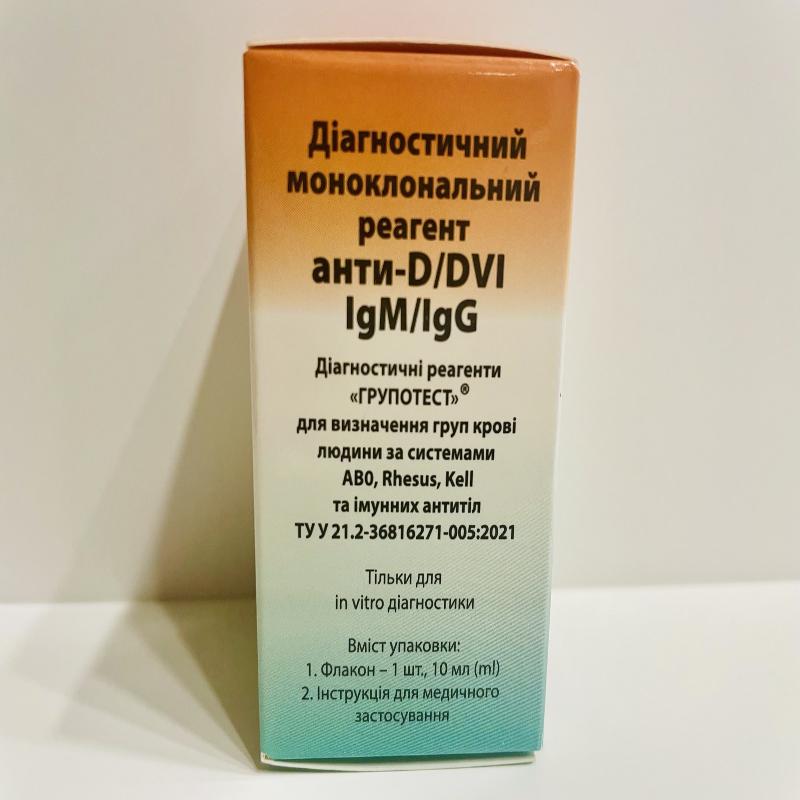 Діагностичний
моноклональний
реагент
анти-D/DVI
IgM/IgG
Діагностичні реагенти
«ГРУПОТЕСТ»®
для визначення груп крові
людини за системами
AB0, Rhesus, Kell
та імунних антитіл
ТУ У 21.2-36816271-005:2021
Тільки для
in vitro діагностики
Вміст упаковки:
1. Флакон – 1 шт., 10 мл (ml)
2. Інструкція для медичного
застосування